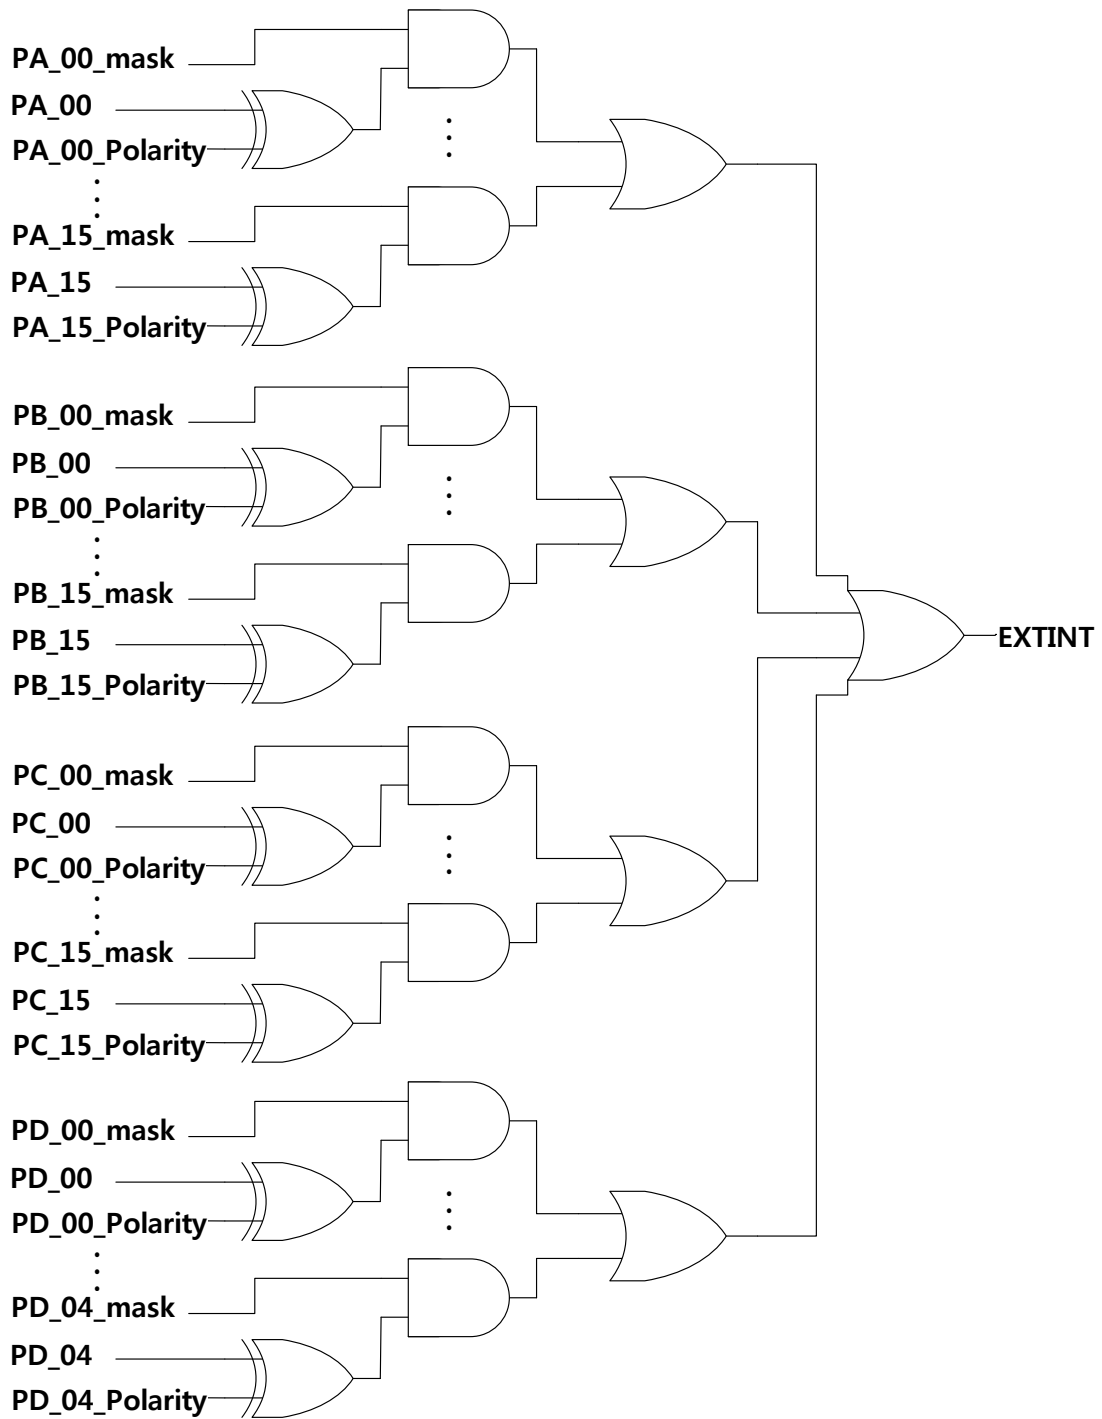 PA_00_mask
PA_00
PA_00_Polarity
PA_15_mask
PA_15
PA_15_Polarity
PB_00_mask
PB_00
PB_00_Polarity
PB_15_mask
PB_15
PB_15_Polarity
EXTINT
PC_00_mask
PC_00
PC_00_Polarity
PC_15_mask
PC_15
PC_15_Polarity
PD_00_mask
PD_00
PD_00_Polarity
PD_04_mask
PD_04
PD_04_Polarity